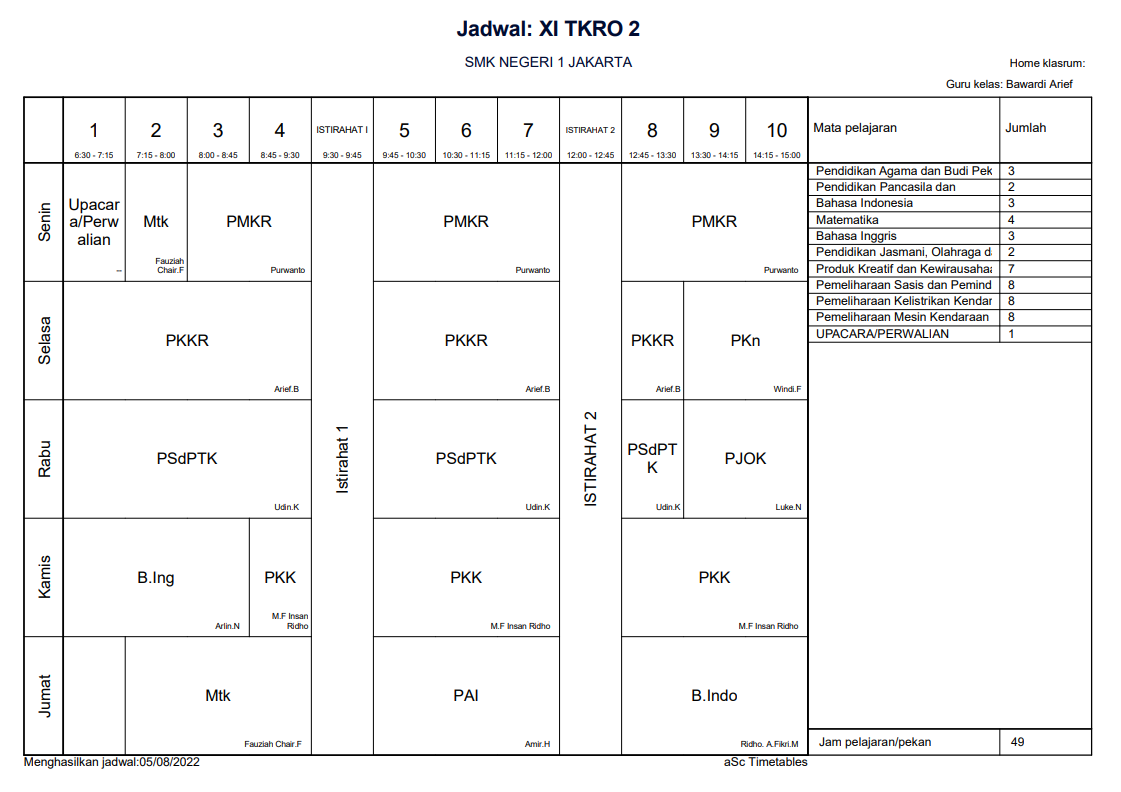 Jadwal: XI TKRO 2
SMK NEGERI 1 JAKARTA
Home klasrum:
Guru kelas: Bawardi Arief
1 2 3 4 ISTIRAHAT I 5 6 7 ISTIRAHAT 2 8 9 10 Mata pelajaran Jumlah
6:30 - 7:15 7:15 - 8:00 8:00 - 8:45 8:45 - 9:30 9:30 - 9:45 9:45 - 10:30 10:30 - 11:15 11:15 - 12:00 12:00 - 12:45 12:45 - 13:30 13:30 - 14:15 14:15 - 15:00
Senin
Upacar
a/Perw
alian
--
Mtk
Fauziah
Chair.F
PMKR
Purwanto
PMKR
Purwanto
PMKR
Purwanto
Selasa
PKKR
Arief.B
PKKR
Arief.B
PKKR
Arief.B
PKn
Windi.F
Rabu
PSdPTK
Udin.K
Istirahat 1
PSdPTK
Udin.K
ISTIRAHAT 2
PSdPT
K
Udin.K
PJOK
Luke.N
Kamis
B.Ing
Arlin.N
PKK
M.F Insan
Ridho
PKK
M.F Insan Ridho
PKK
M.F Insan Ridho
Jumat
Mtk
Fauziah Chair.F
PAI
Amir.H
B.Indo
Ridho. A.Fikri.M
Pendidikan Agama dan Budi Pek 3
Pendidikan Pancasila dan 2
Bahasa Indonesia 3
Matematika 4
Bahasa Inggris 3
Pendidikan Jasmani, Olahraga d 2
Produk Kreatif dan Kewirausaha 7
Pemeliharaan Sasis dan Pemind 8
Pemeliharaan Kelistrikan Kendar 8
Pemeliharaan Mesin Kendaraan 8
UPACARA/PERWALIAN 1
Jam pelajaran/pekan 49
Menghasilkan jadwal:05/08/2022
aSc Timetables